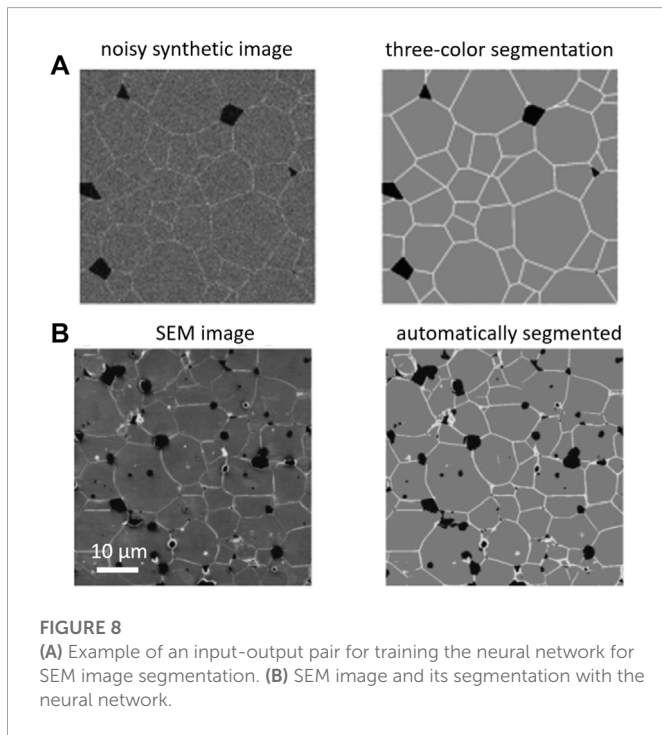 noisy synthetic image
three-color segmentation
A
B
SEM image
automatically segmented
10 µm
FIGURE 8
(A) Example of an input-output pair for training the neural network for
SEM image segmentation. (B) SEM image and its segmentation with the
neural network.